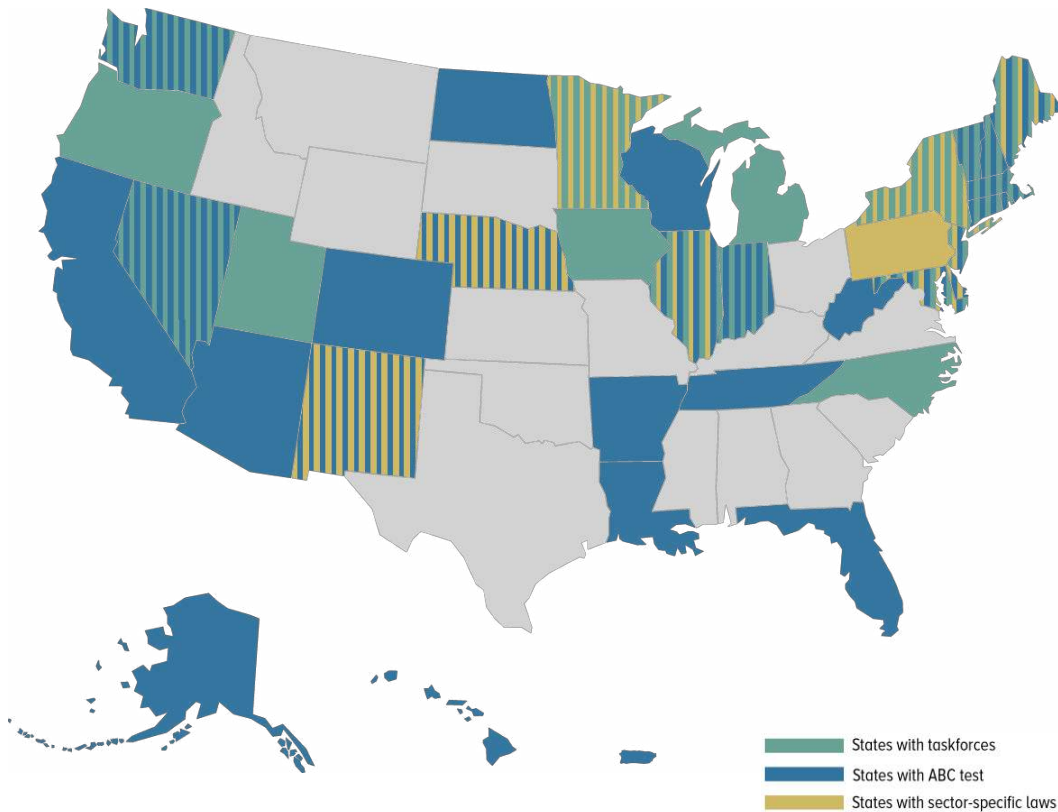 States with taskforces
States with ABC test
States with sector-specific laws